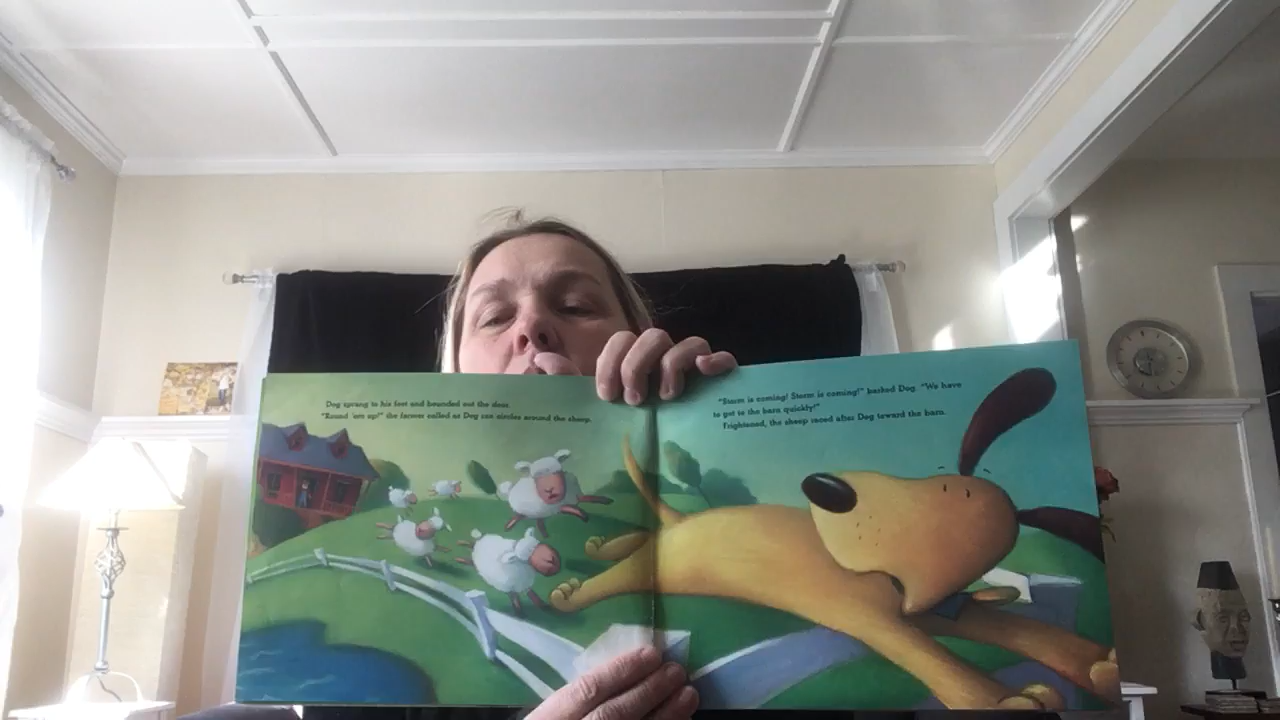 Dog sprang to his feet and bounded out the door.
"Round 'em up!" the farmer called as Dog ran circles around the sheep.
"Storm is coming! Storm is coming!" barked Dog. "We have
to get to the barn quickly!"
Frightened, the sheep raced after Dog toward the barn.